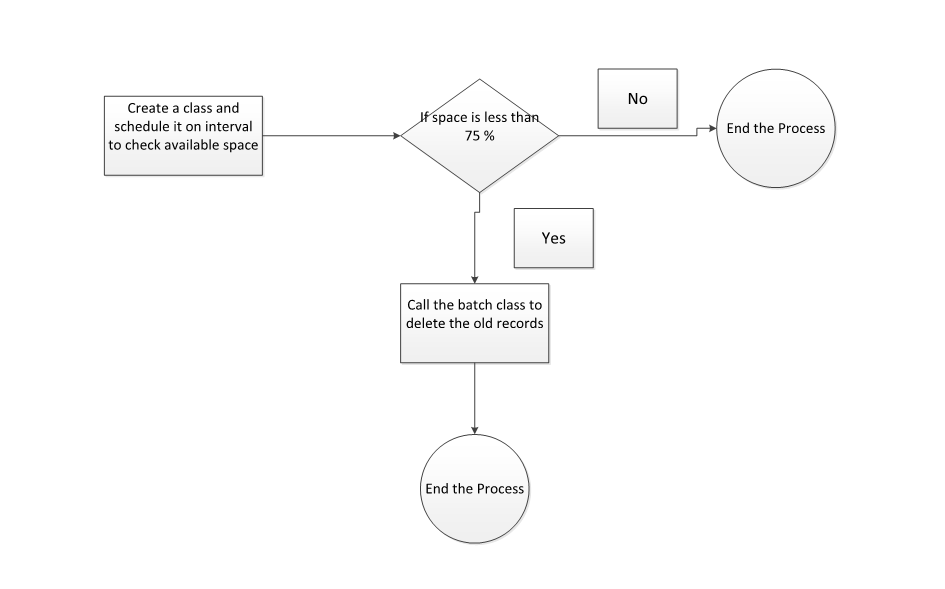 Create a class and
schedule it on interval
to check available space
If space is less than
75 %
No
End the Process
Yes
Call the batch class to
delete the old records
End the Process